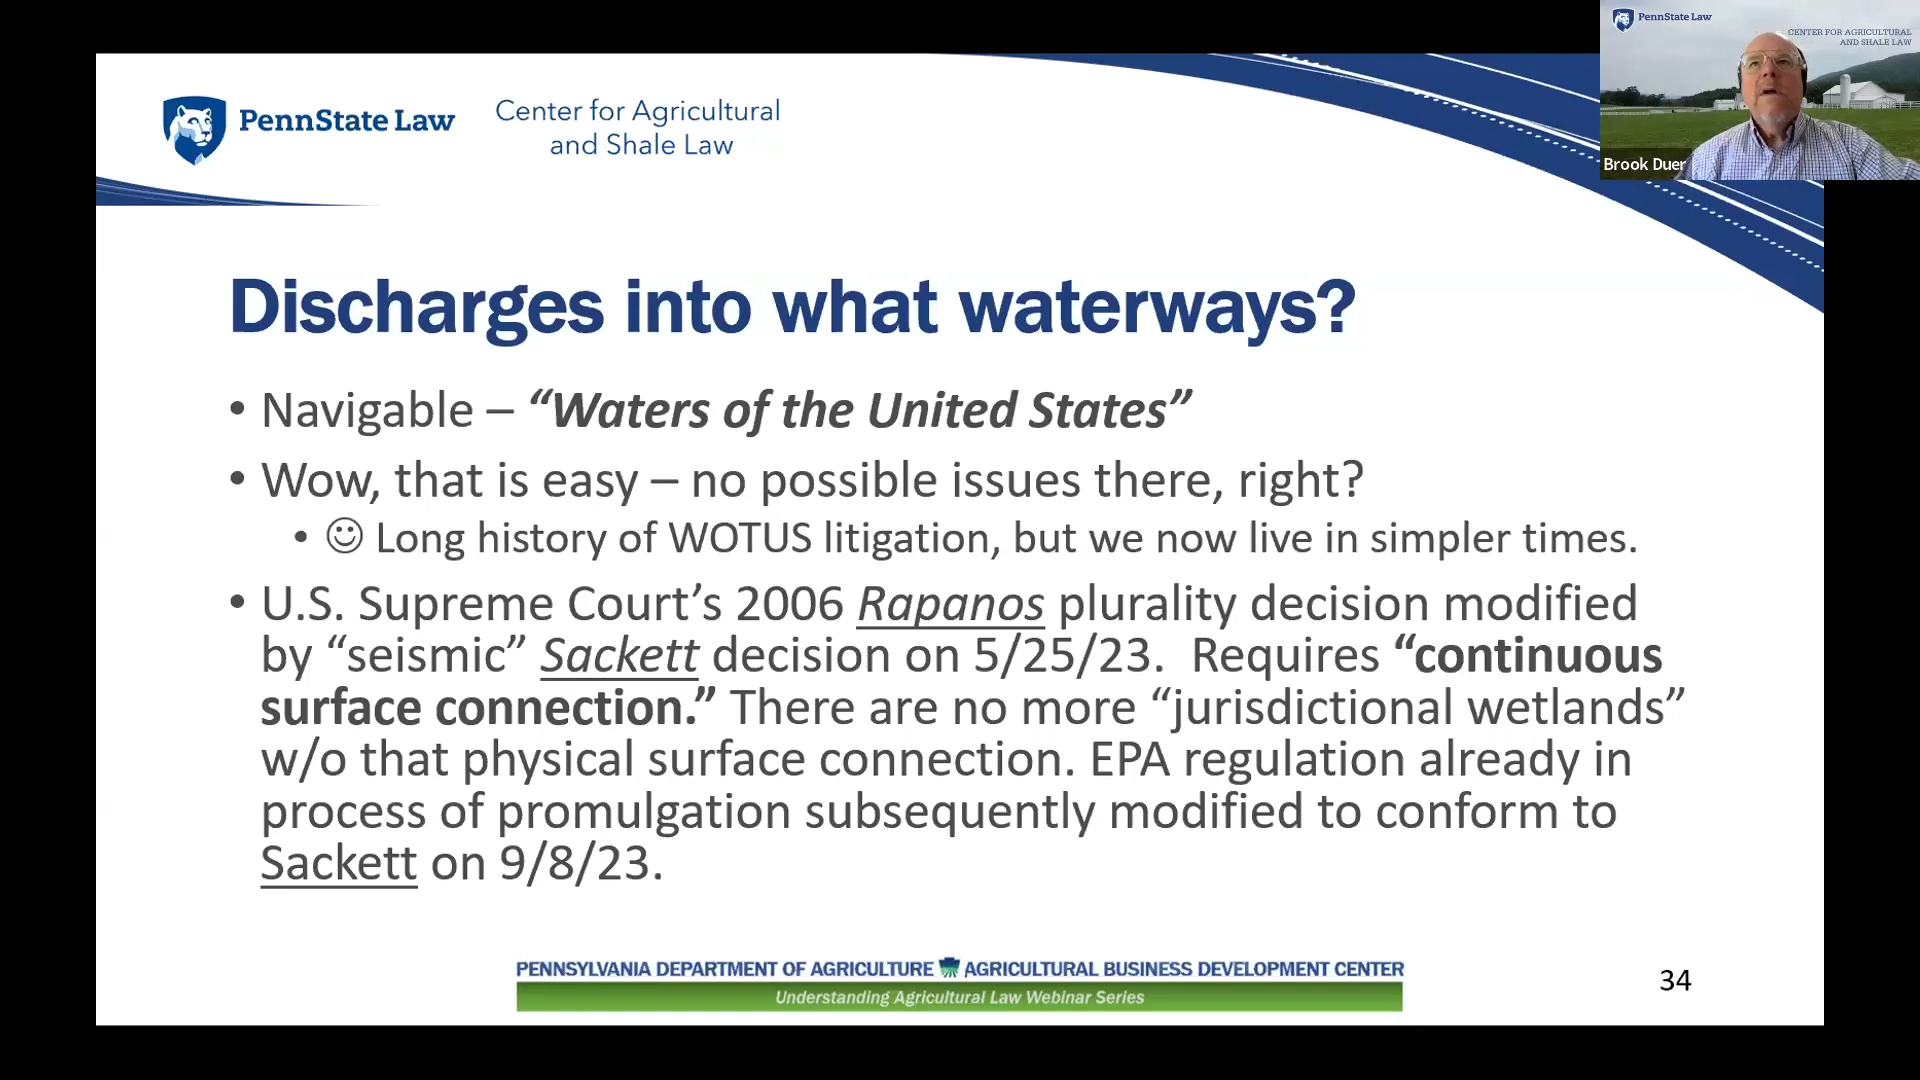 PennState Law
Center for Agricultural
and Shale Law
PennState Law
CENTER FOR AGRICULTURAL
AND SHALE LAW
Brook Duer
Discharges into what waterways?
• Navigable – “Waters of the United States”
• Wow, that is easy – no possible issues there, right?
• ☺ Long history of WOTUS litigation, but we now live in simpler times.
• U.S. Supreme Court’s 2006 Rapanos plurality decision modified
by “seismic” Sackett decision on 5/25/23.  Requires “continuous
surface connection.” There are no more “jurisdictional wetlands”
w/o that physical surface connection. EPA regulation already in
process of promulgation subsequently modified to conform to
Sackett on 9/8/23.
PENNSYLVANIA DEPARTMENT OF AGRICULTURE AGRICULTURAL BUSINESS DEVELOPMENT CENTER
Understanding Agricultural Law Webinar Series
34